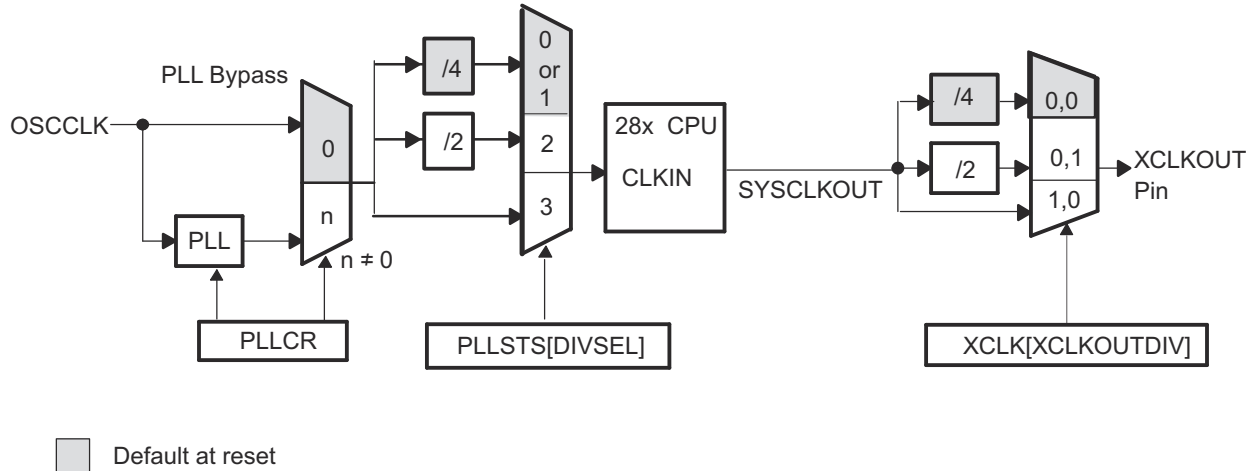 PLL Bypass
OSCCLK
0
n
n ≠ 0
PLL
PLLCR
/4
/2
0
or
1
2
3
PLLSTS[DIVSEL]
28x CPU
CLKIN
SYSCLKOUT
/4
/2
0,0
0,1
1,0
XCLKOUT
Pin
XCLK[XCLKOUTDIV]
Default at reset